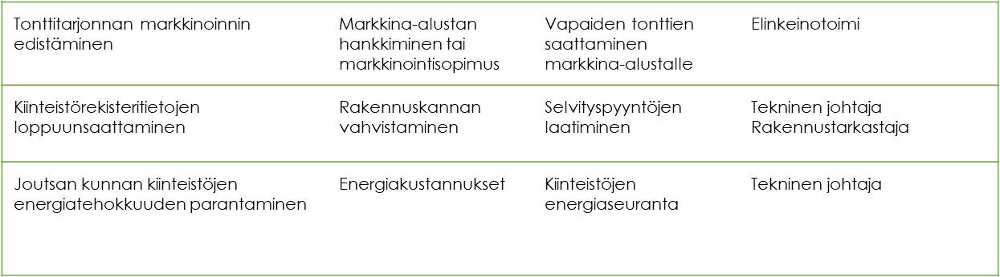 Tonttitarjonnan markkinoinnin
edistäminen
Markkina-alustan
hankkiminen tai
markkinointisopimus
Vapaiden tonttien
saattaminen
markkina-alustalle
Elinkeinotoimi
Kiinteistörekisteritietojen
loppuunsaattaminen
Rakennuskannan
vahvistaminen
Selvityspyyntöjen
laatiminen
Tekninen johtaja
Rakennustarkastaja
Joutsan kunnan kiinteistöjen
energiatehokkuuden parantaminen
Energiakustannukset
Kiinteistöjen
energiaseuranta
Tekninen johtaja